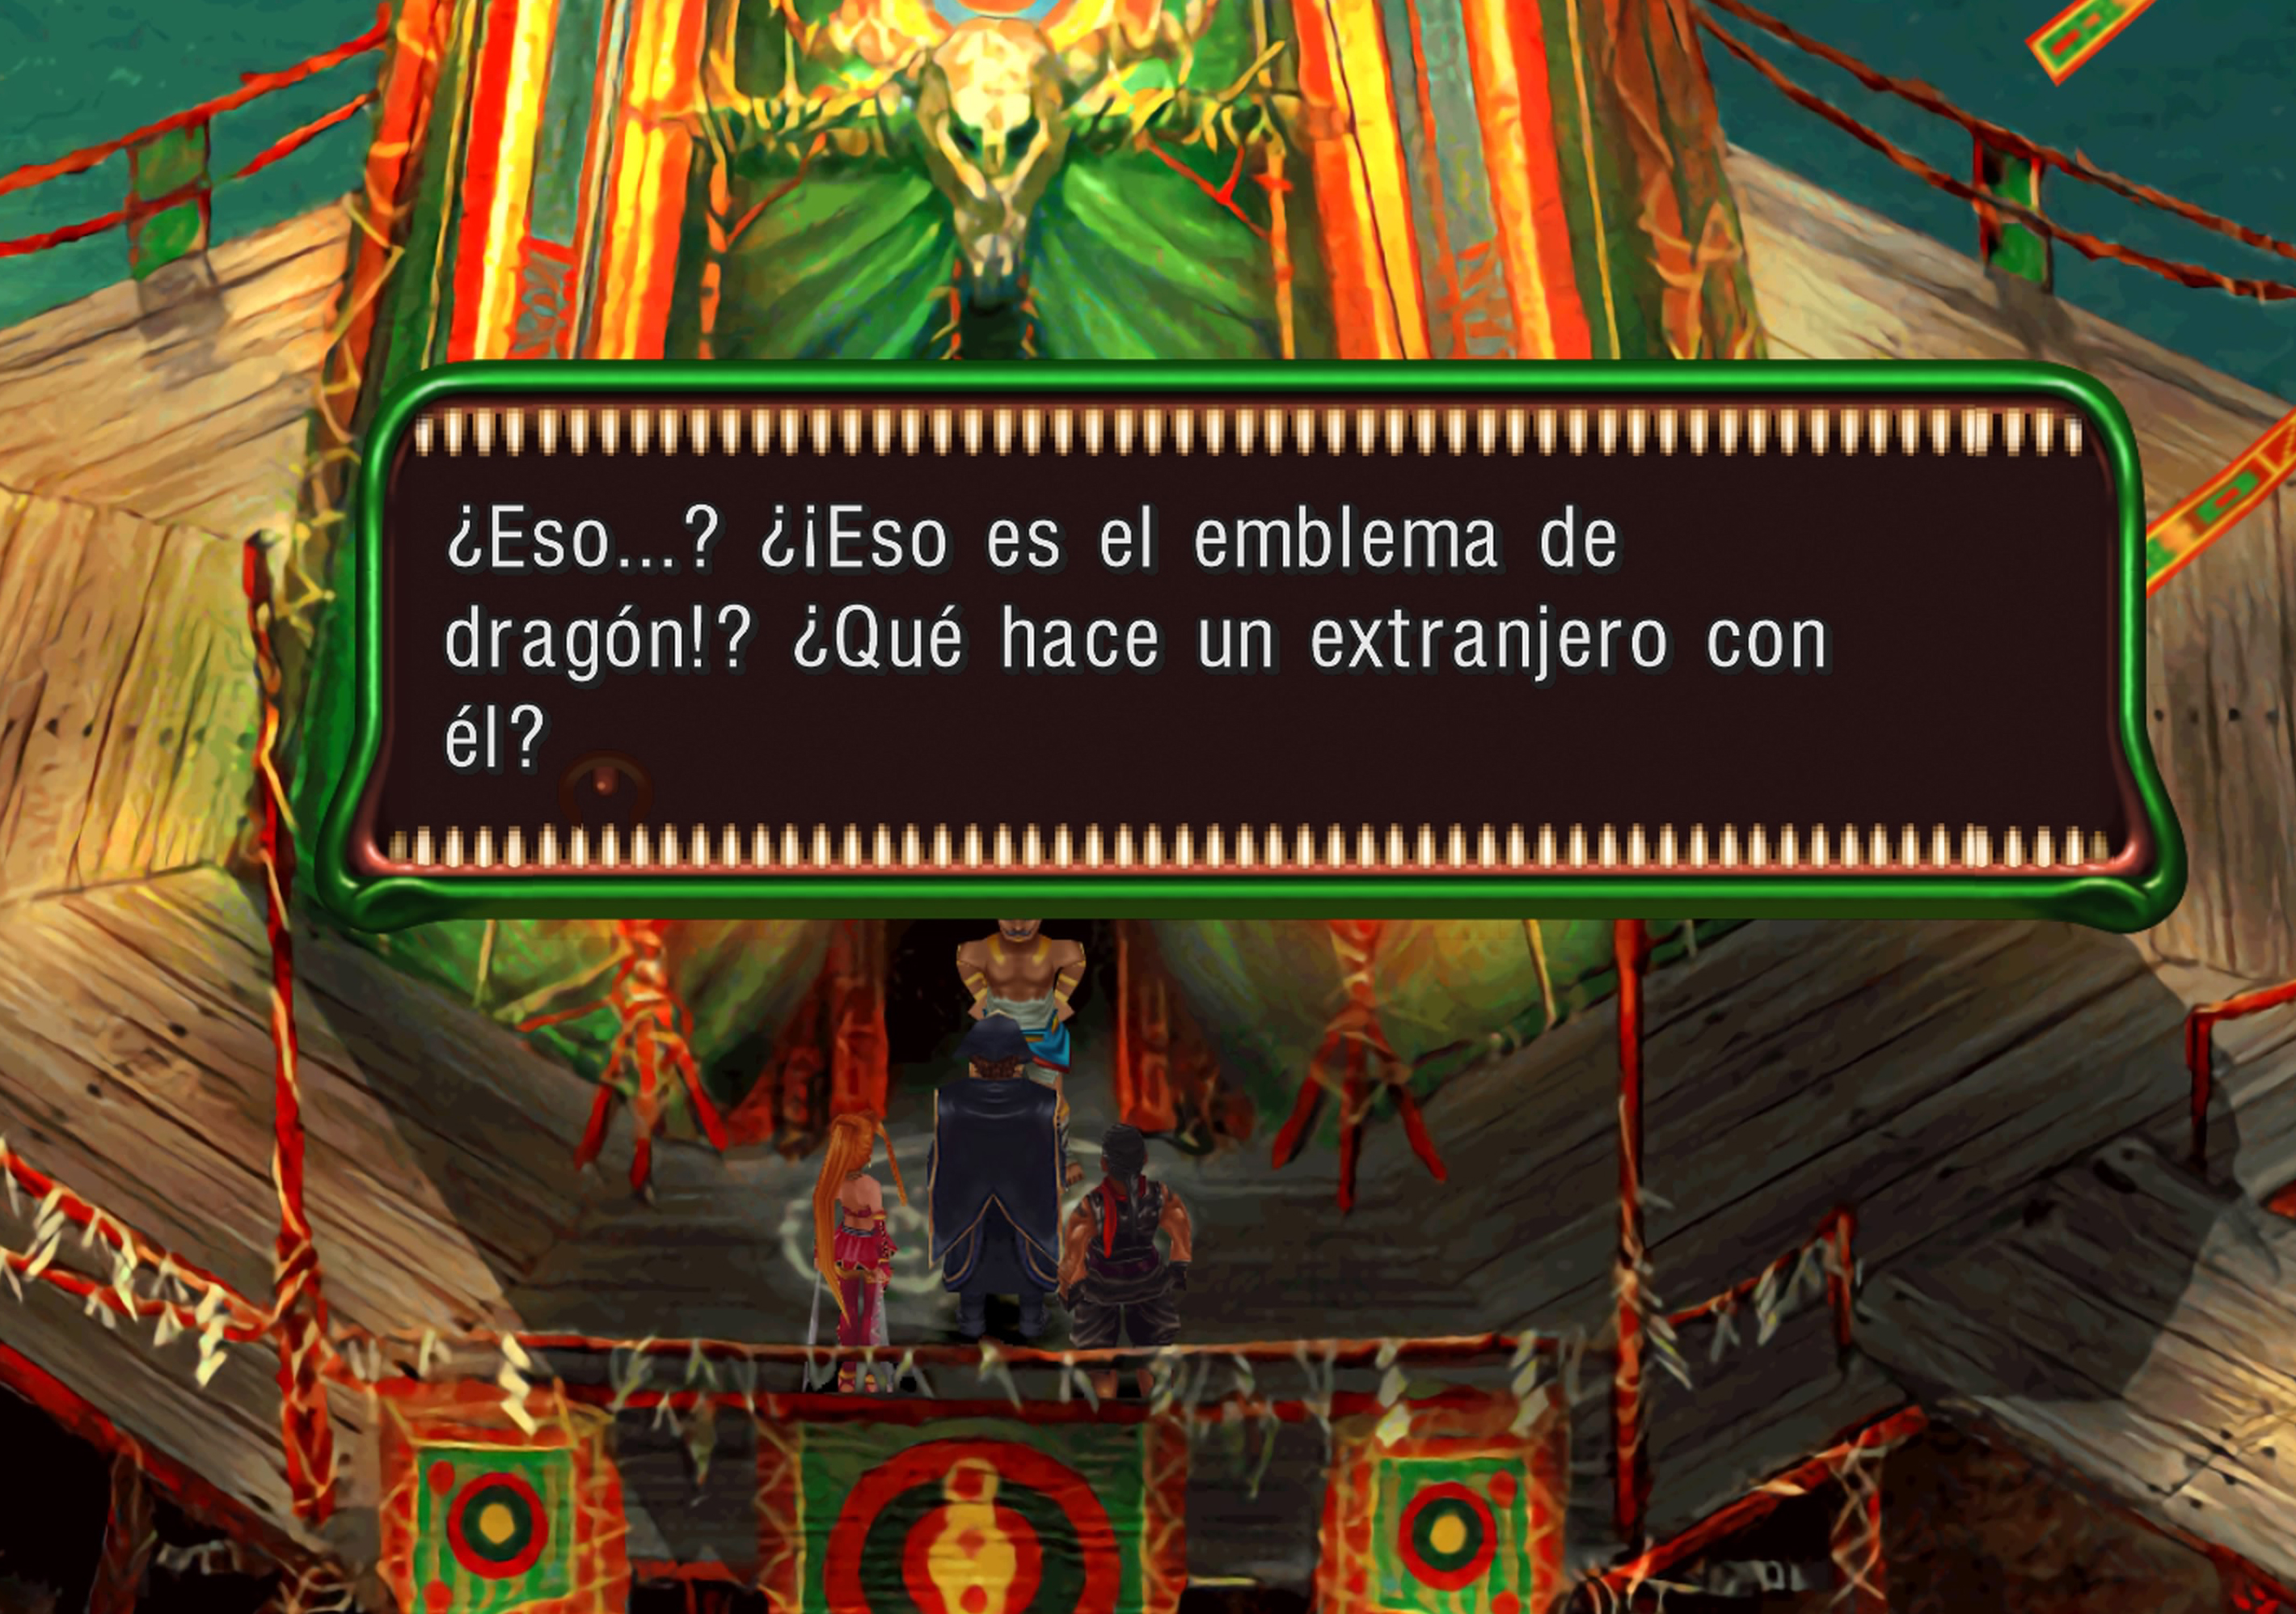 ¿Eso...? ¿¡Eso es el emblema de
dragón!? ¿Qué hace un extranjero con
él?